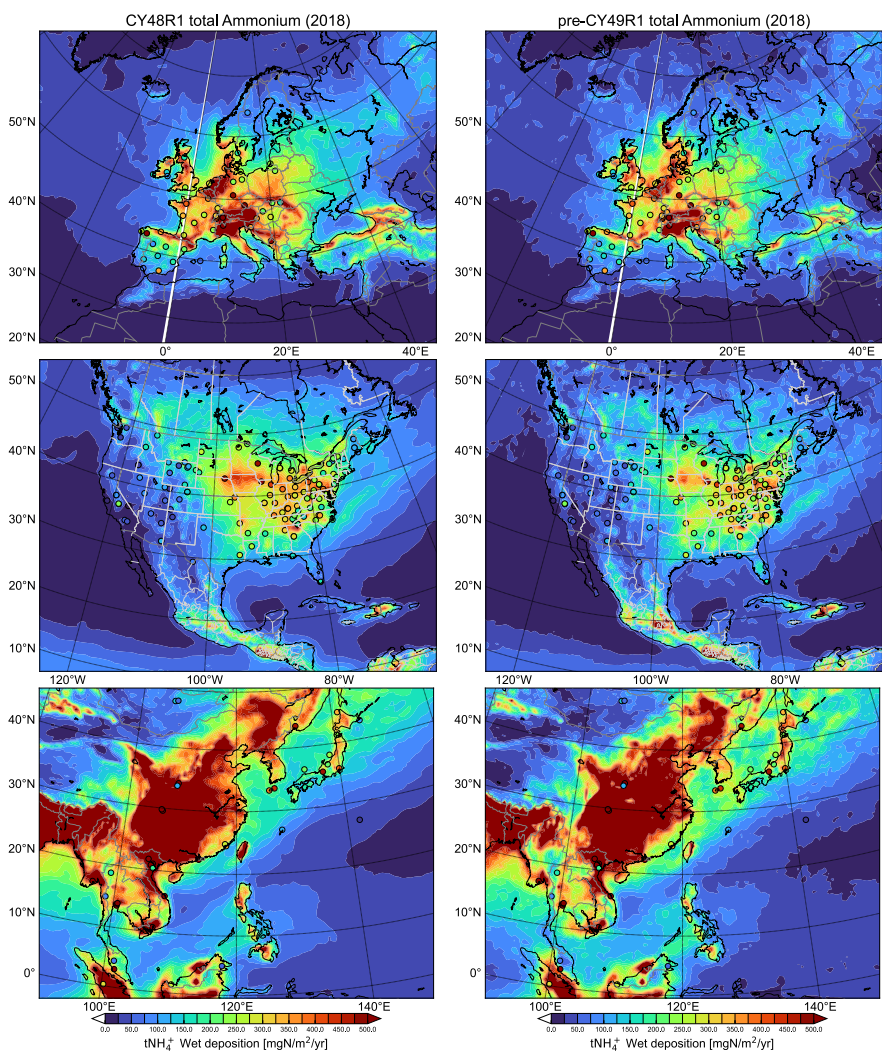 CY48R1 total Ammonium (2018)
pre-CY49R1 total Ammonium (2018)
50°N
40°N
30°N
20°N
0°
20°E
40°E
50°N
40°N
30°N
20°N
0°
20°E
40°E
50°N
40°N
30°N
20°N
10°N
120°W
100°W
80°W
50°N
40°N
30°N
20°N
10°N
120°W
100°W
80°W
40°N
30°N
20°N
10°N
0°
100°E
120°E
140°E
40°N
30°N
20°N
10°N
0°
100°E
120°E
140°E
0.0 50.0 100.0 150.0 200.0 250.0 300.0 350.0 400.0 450.0 500.0
tNH₄⁺ Wet deposition [mgN/m²/yr]
0.0 50.0 100.0 150.0 200.0 250.0 300.0 350.0 400.0 450.0 500.0
tNH₄⁺ Wet deposition [mgN/m²/yr]